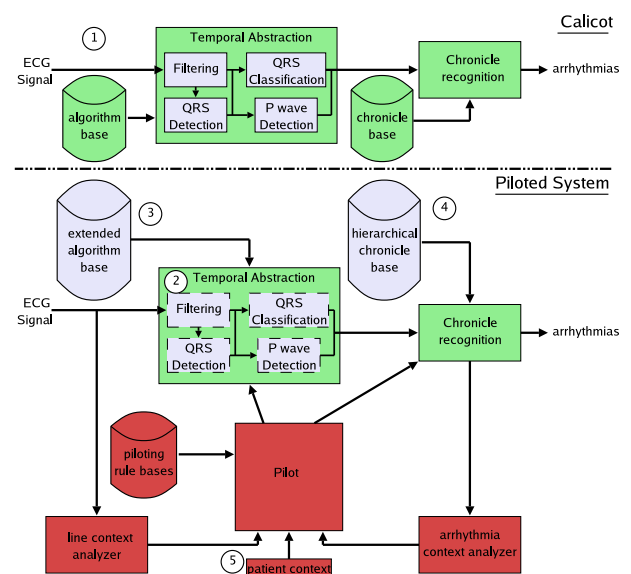 Calicot
1
Temporal Abstraction
ECG
Signal
Filtering
QRS
Classification
QRS
Detection
P wave
Detection
Chronicle
recognition
arrhythmias
algorithm
base
chronicle
base
Piloted System
3
4
extended
algorithm
base
hierarchical
chronicle
base
2
Temporal Abstraction
ECG
Signal
Filtering
QRS
Classification
QRS
Detection
P wave
Detection
Chronicle
recognition
arrhythmias
piloting
rule bases
Pilot
line context
analyzer
5
patient context
arrhythmia
context analyzer